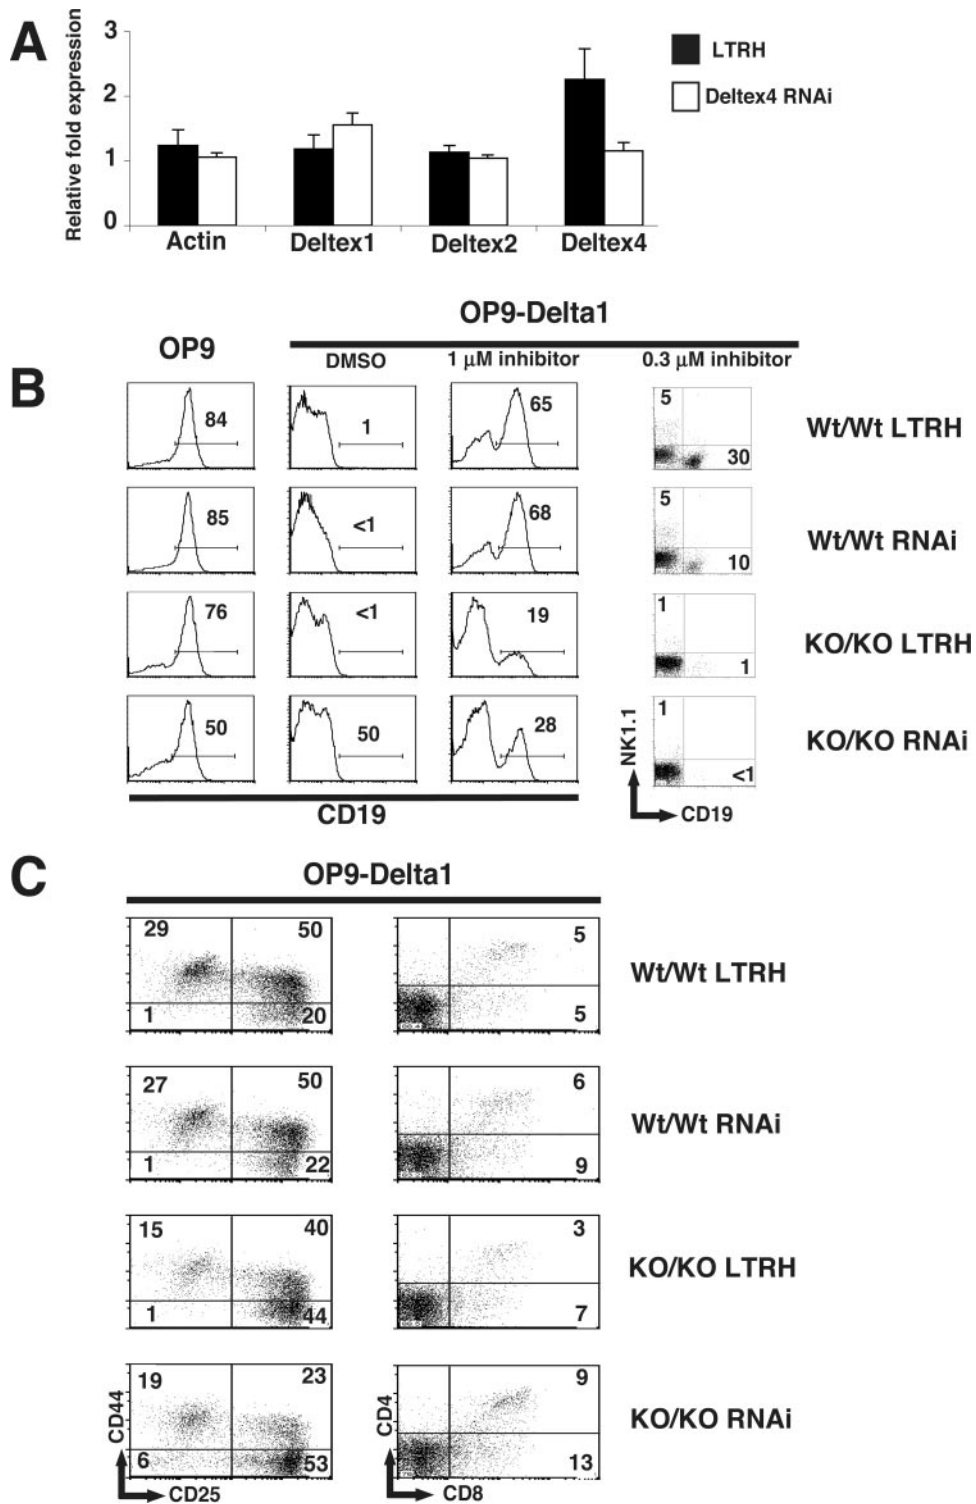 A
Relative fold expression
3
2
1
0
Actin
Deltex1
Deltex2
Deltex4
LTRH
Deltex4 RNAi
B
OP9-Delta1
OP9
DMSO
1 µM inhibitor
0.3 µM inhibitor
84
1
65
5
30
Wt/Wt LTRH
85
<1
68
5
10
Wt/Wt RNAi
76
<1
19
1
1
KO/KO LTRH
50
50
28
1
<1
KO/KO RNAi
CD19
NK1.1
CD19
C
OP9-Delta1
29
50
1
20
5
5
Wt/Wt LTRH
27
50
1
22
6
9
Wt/Wt RNAi
15
40
1
44
3
7
KO/KO LTRH
19
23
6
53
9
13
KO/KO RNAi
CD44
CD25
CD4
CD8